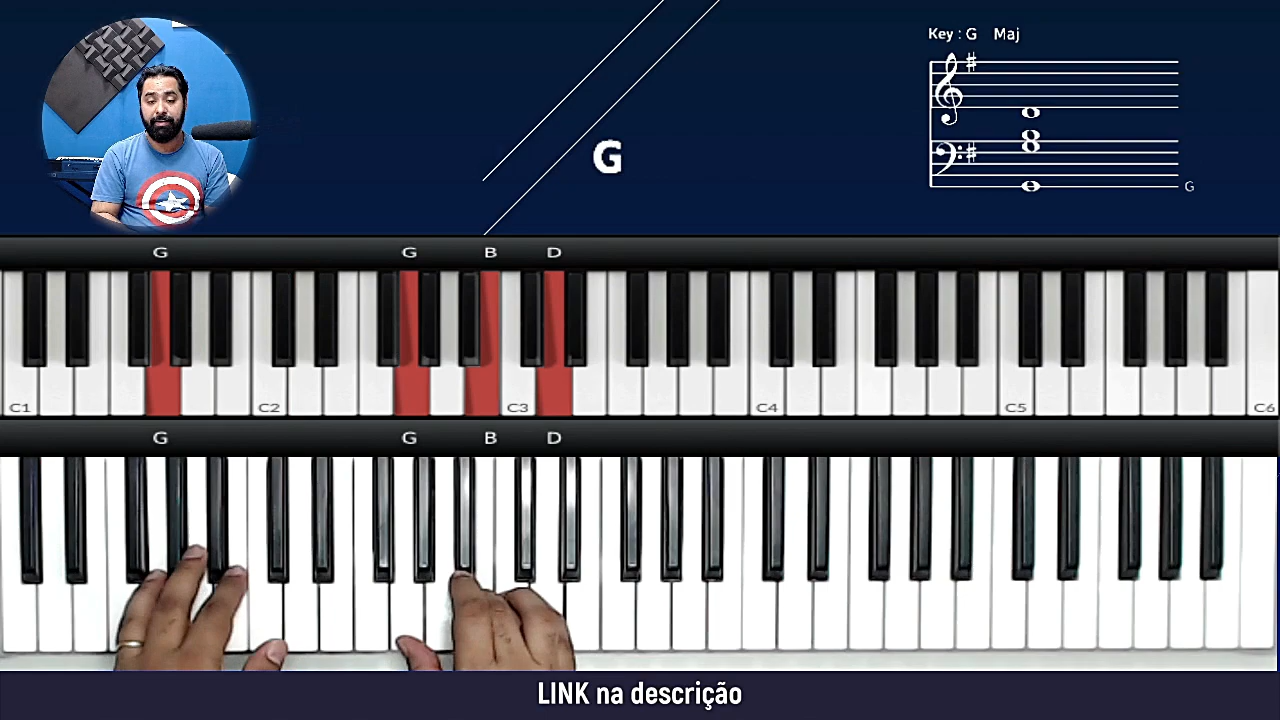 Key : G Maj
G
G
G G B D
C1 C2 C3 C4 C5 C6
G G B D
LINK na descrição